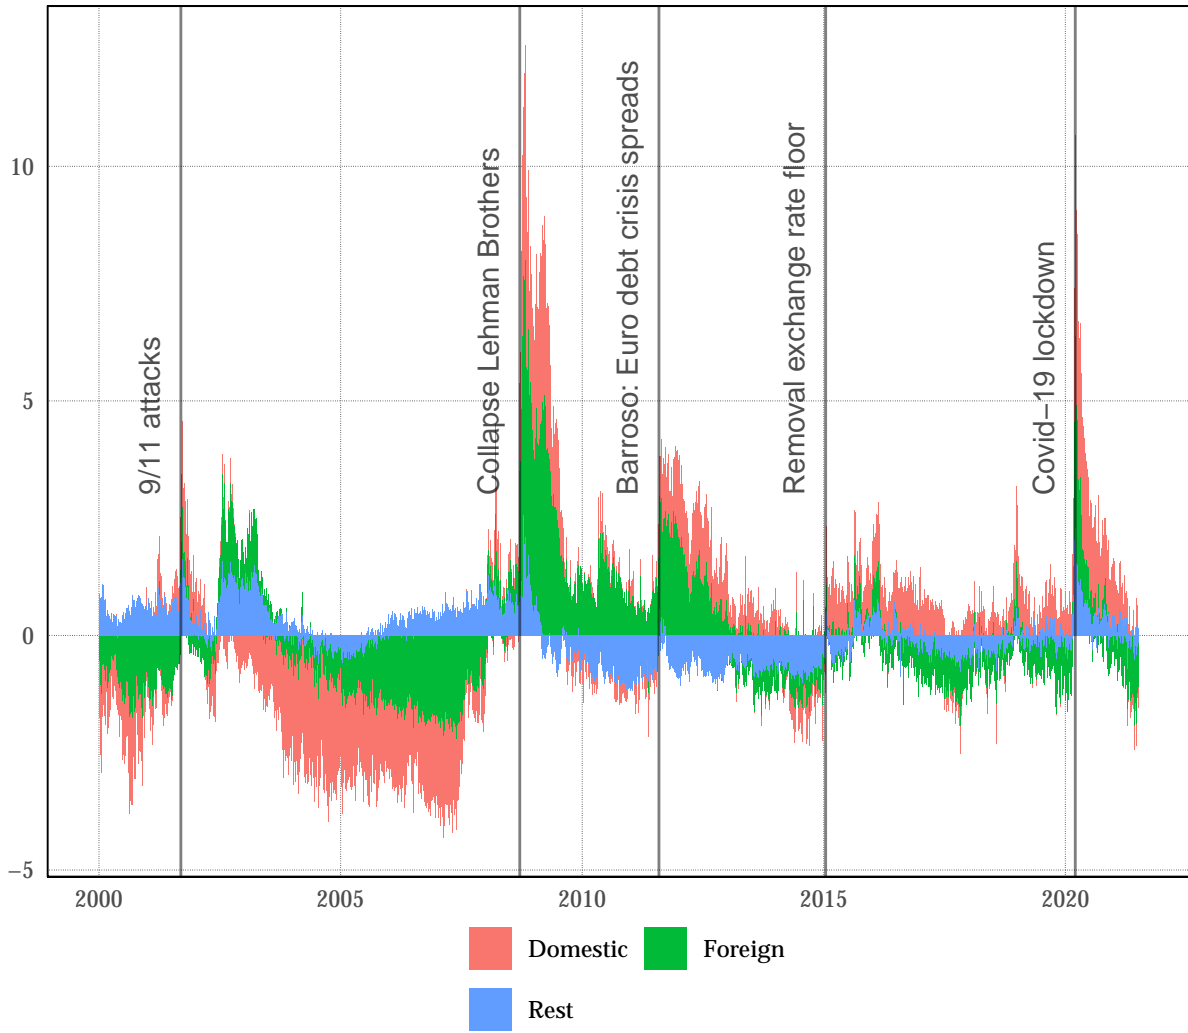 10
5
0
−5
9/11 attacks
Collapse Lehman Brothers
Barroso: Euro debt crisis spreads
Removal exchange rate floor
Covid−19 lockdown
2000 2005 2010 2015 2020
Domestic Foreign
Rest